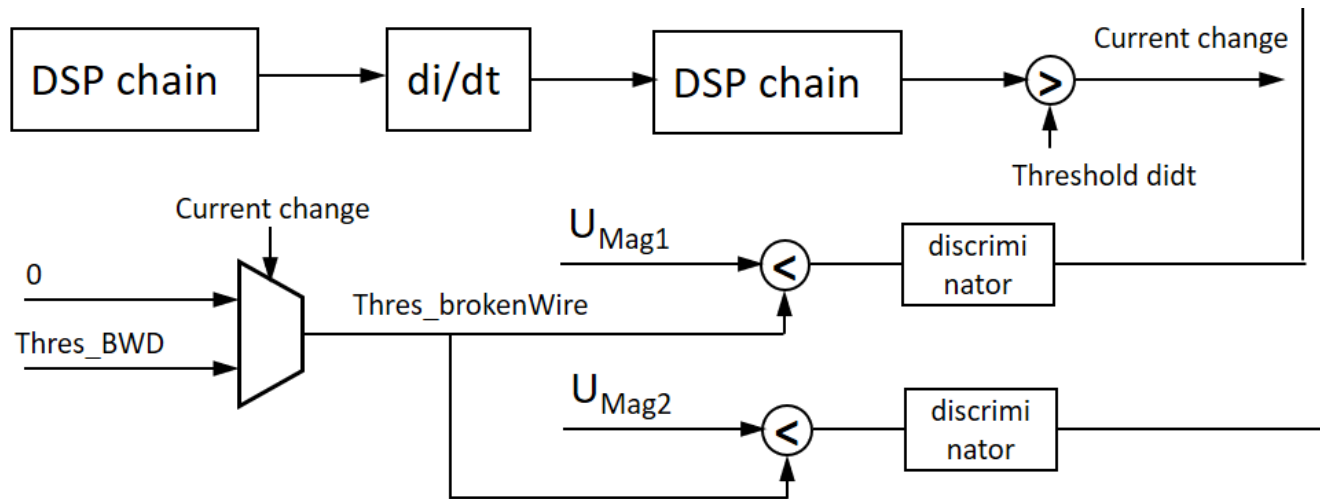 DSP chain
di/dt
DSP chain
>
Current change
Threshold didt
Current change
0
Thres_BWD
Thres_brokenWire
UMag1
<
discrimi
nator
UMag2
<
discrimi
nator